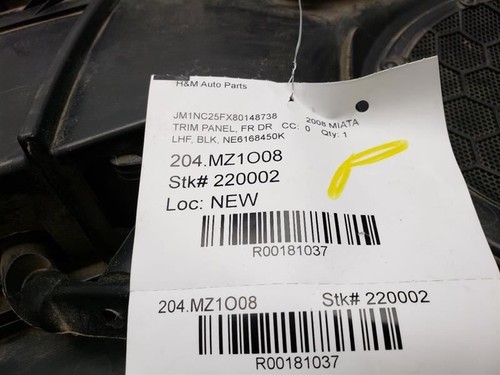 H&M Auto Parts
JM1NC25FX80148738 2008 MIATA
TRIM PANEL, FR DR CC: 0 Qty: 1
LHF, BLK, NE6168450K
204.MZ1O08
Stk# 220002
Loc: NEW
R00181037
204.MZ1O08 Stk# 220002
R00181037